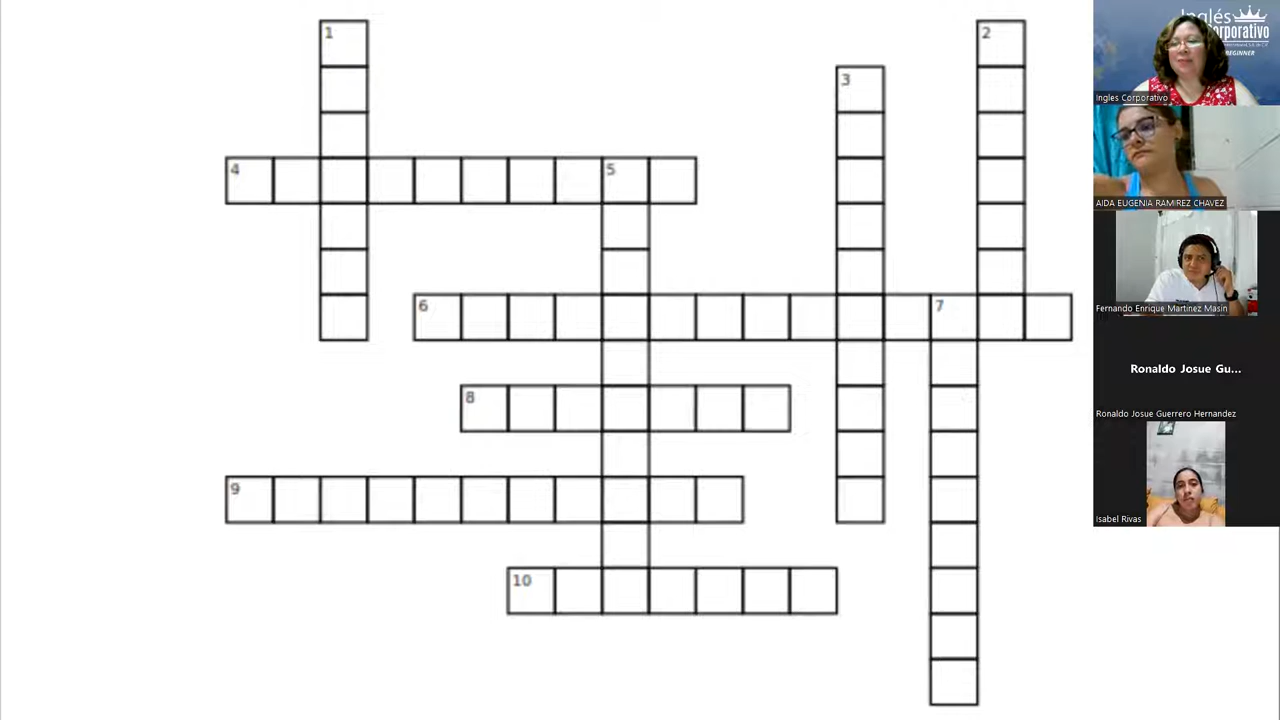 1
2
3
4
5
6
7
8
9
10
Inglés
Corporativo
BEGINNER
Ingles Corporativo
AIDA EUGENIA RAMIREZ CHAVEZ
Fernando Enrique Martinez Masin
Ronaldo Josue Gu...
Ronaldo Josue Guerrero Hernandez
Isabel Rivas